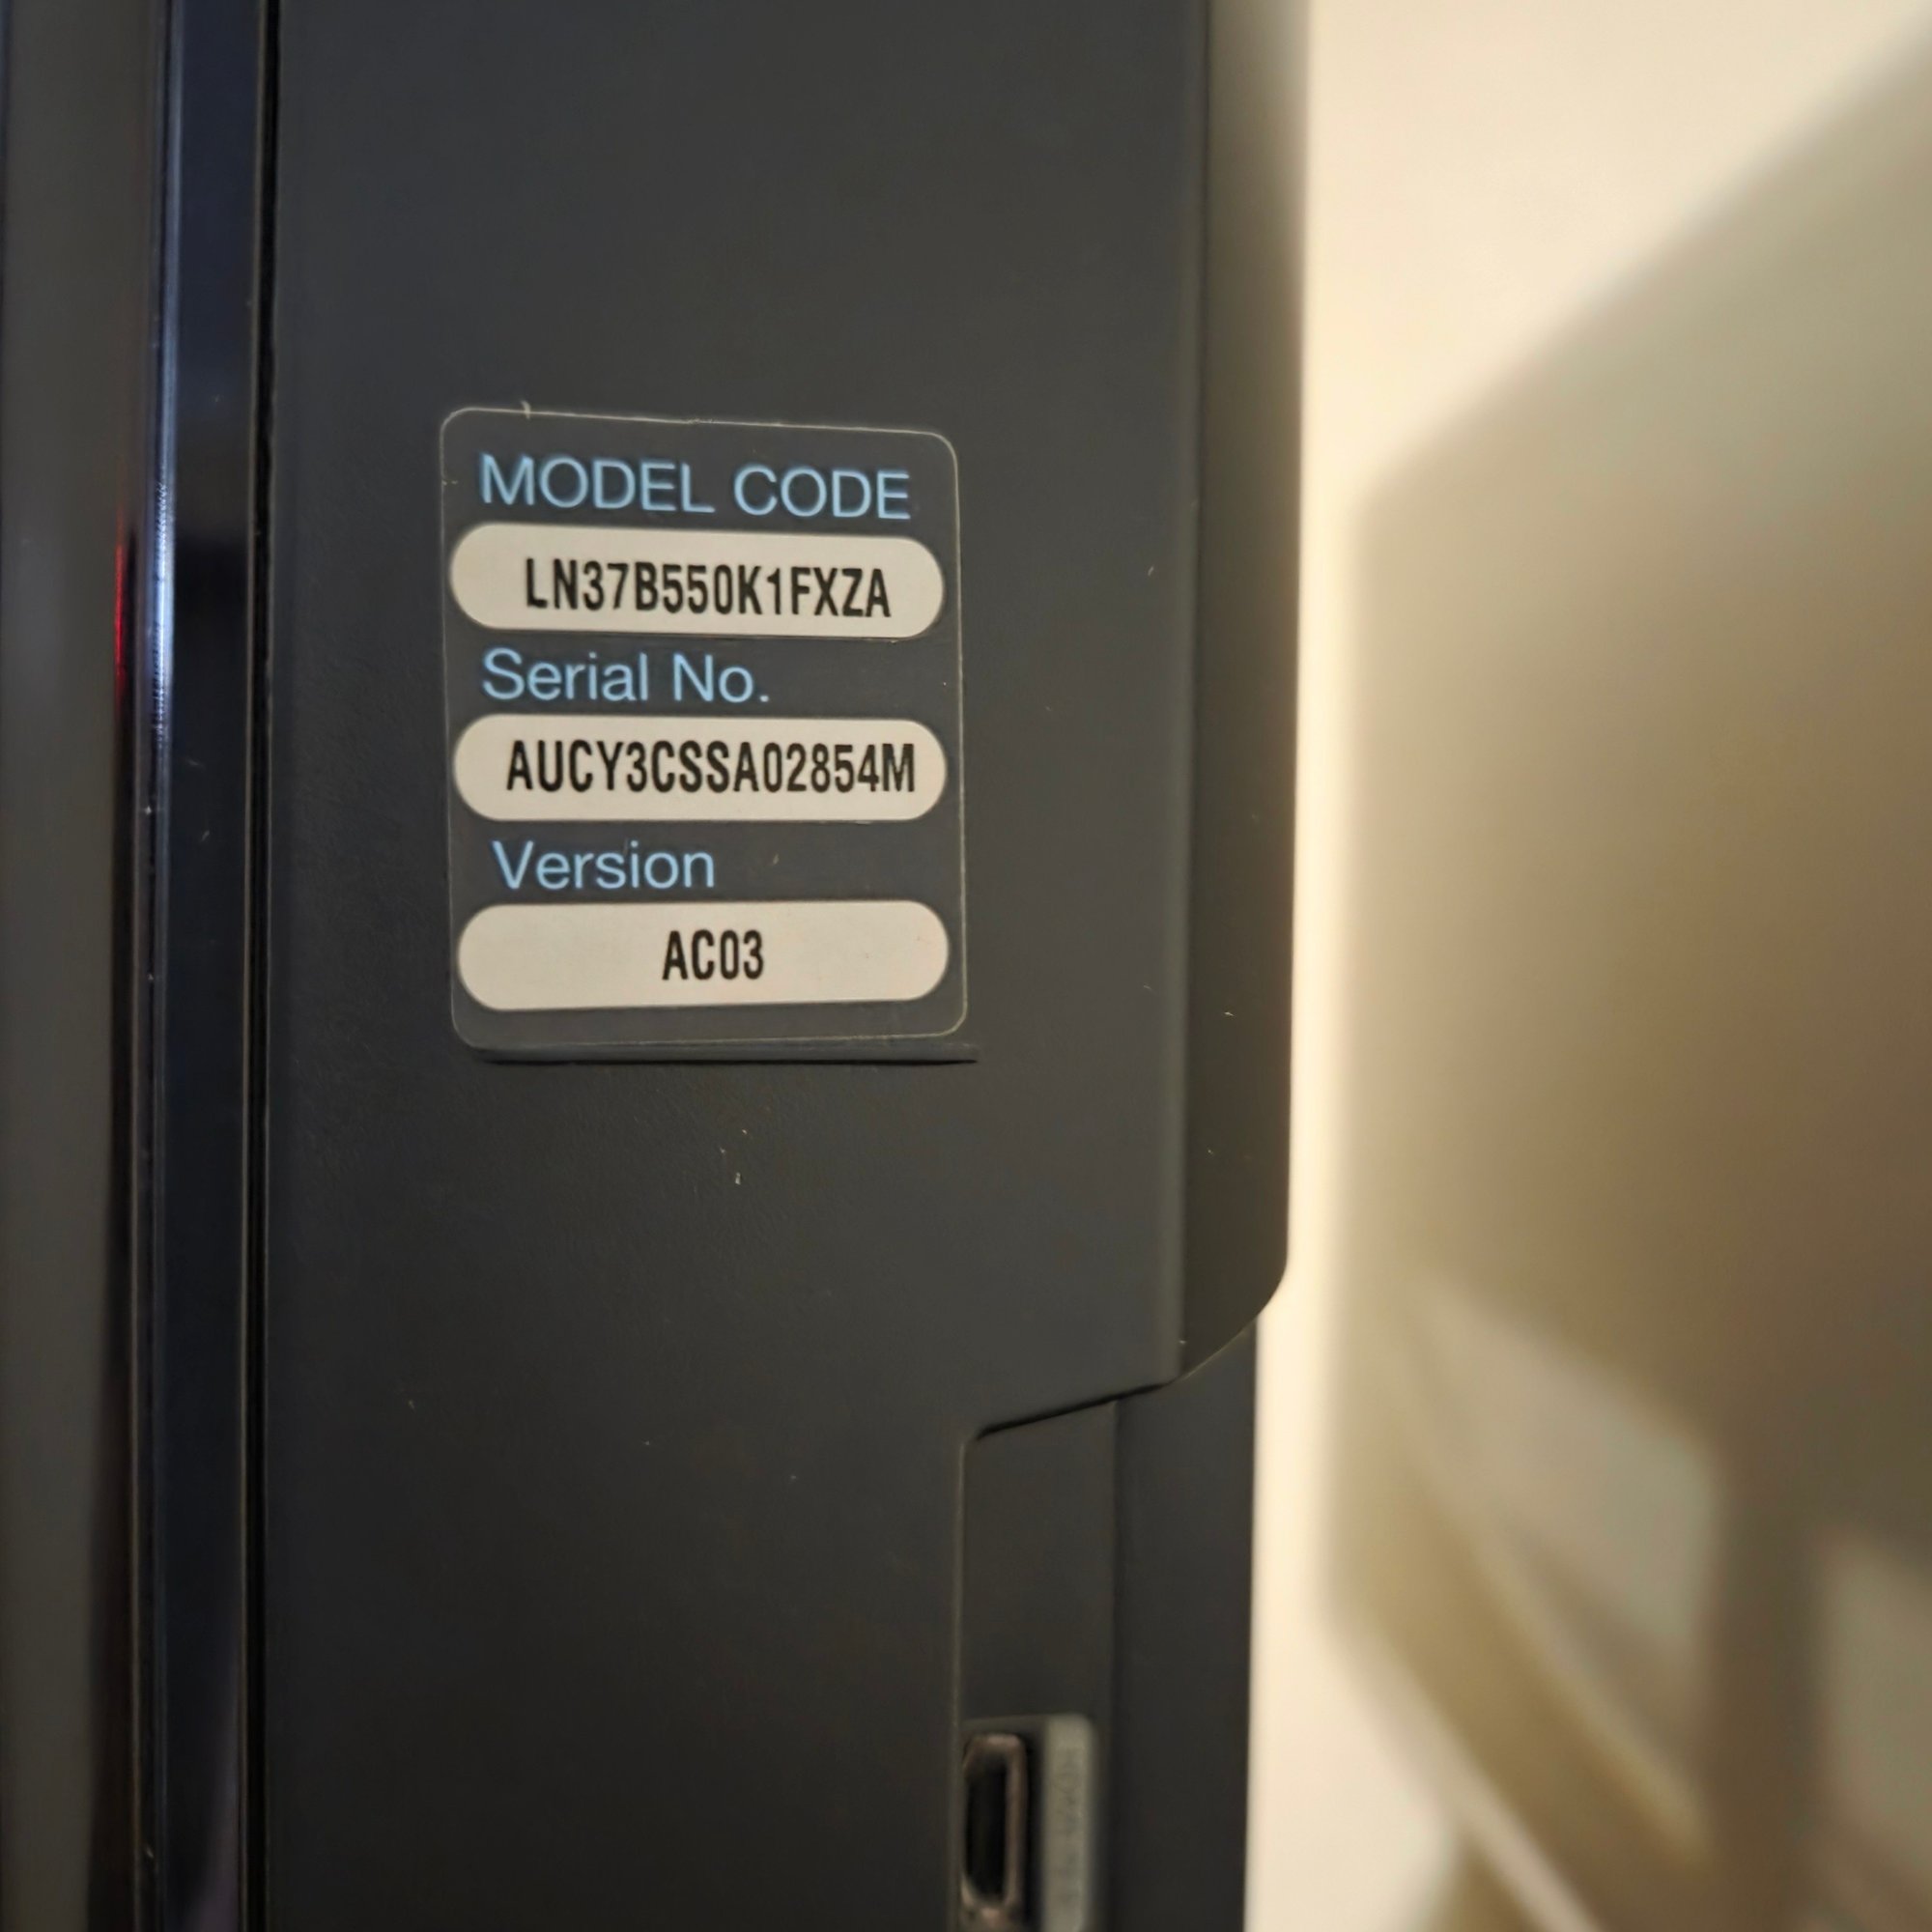 MODEL CODE
LN37B550K1FXZA
Serial No.
AUCY3CSSA02854M
Version
AC03